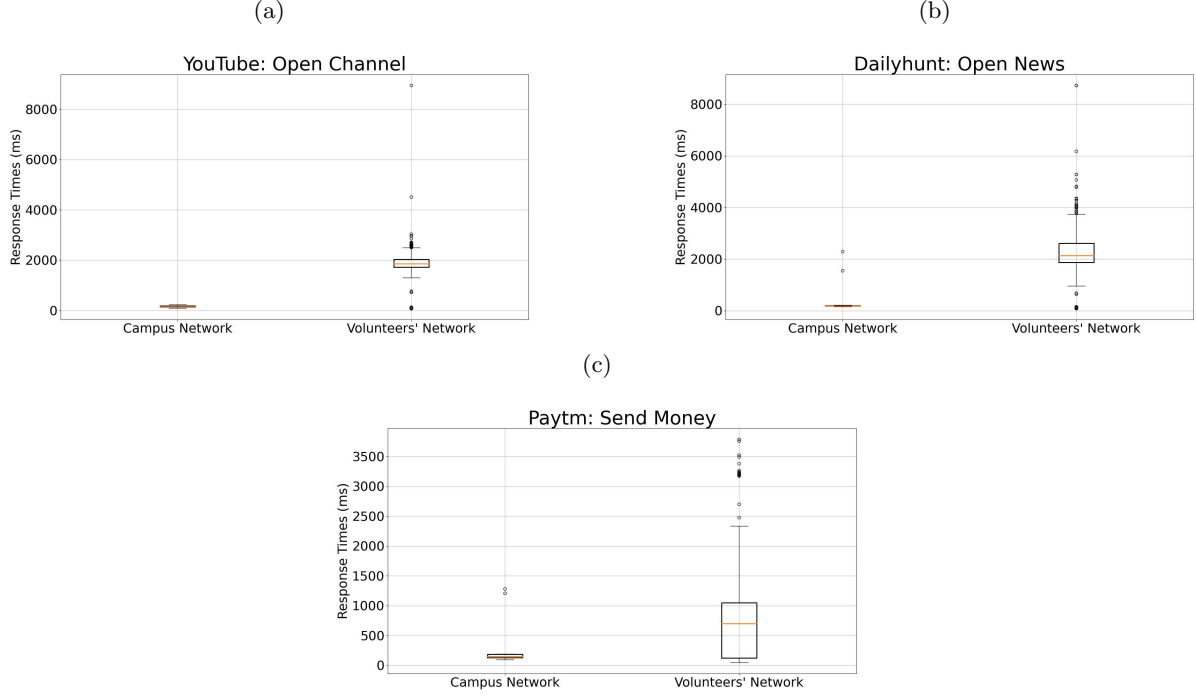 (a)
(b)
YouTube: Open Channel
Response Times (ms)
8000
6000
4000
2000
0
Campus Network
Volunteers' Network
Dailyhunt: Open News
Response Times (ms)
8000
6000
4000
2000
0
Campus Network
Volunteers' Network
(c)
Paytm: Send Money
Response Times (ms)
3500
3000
2500
2000
1500
1000
500
0
Campus Network
Volunteers' Network